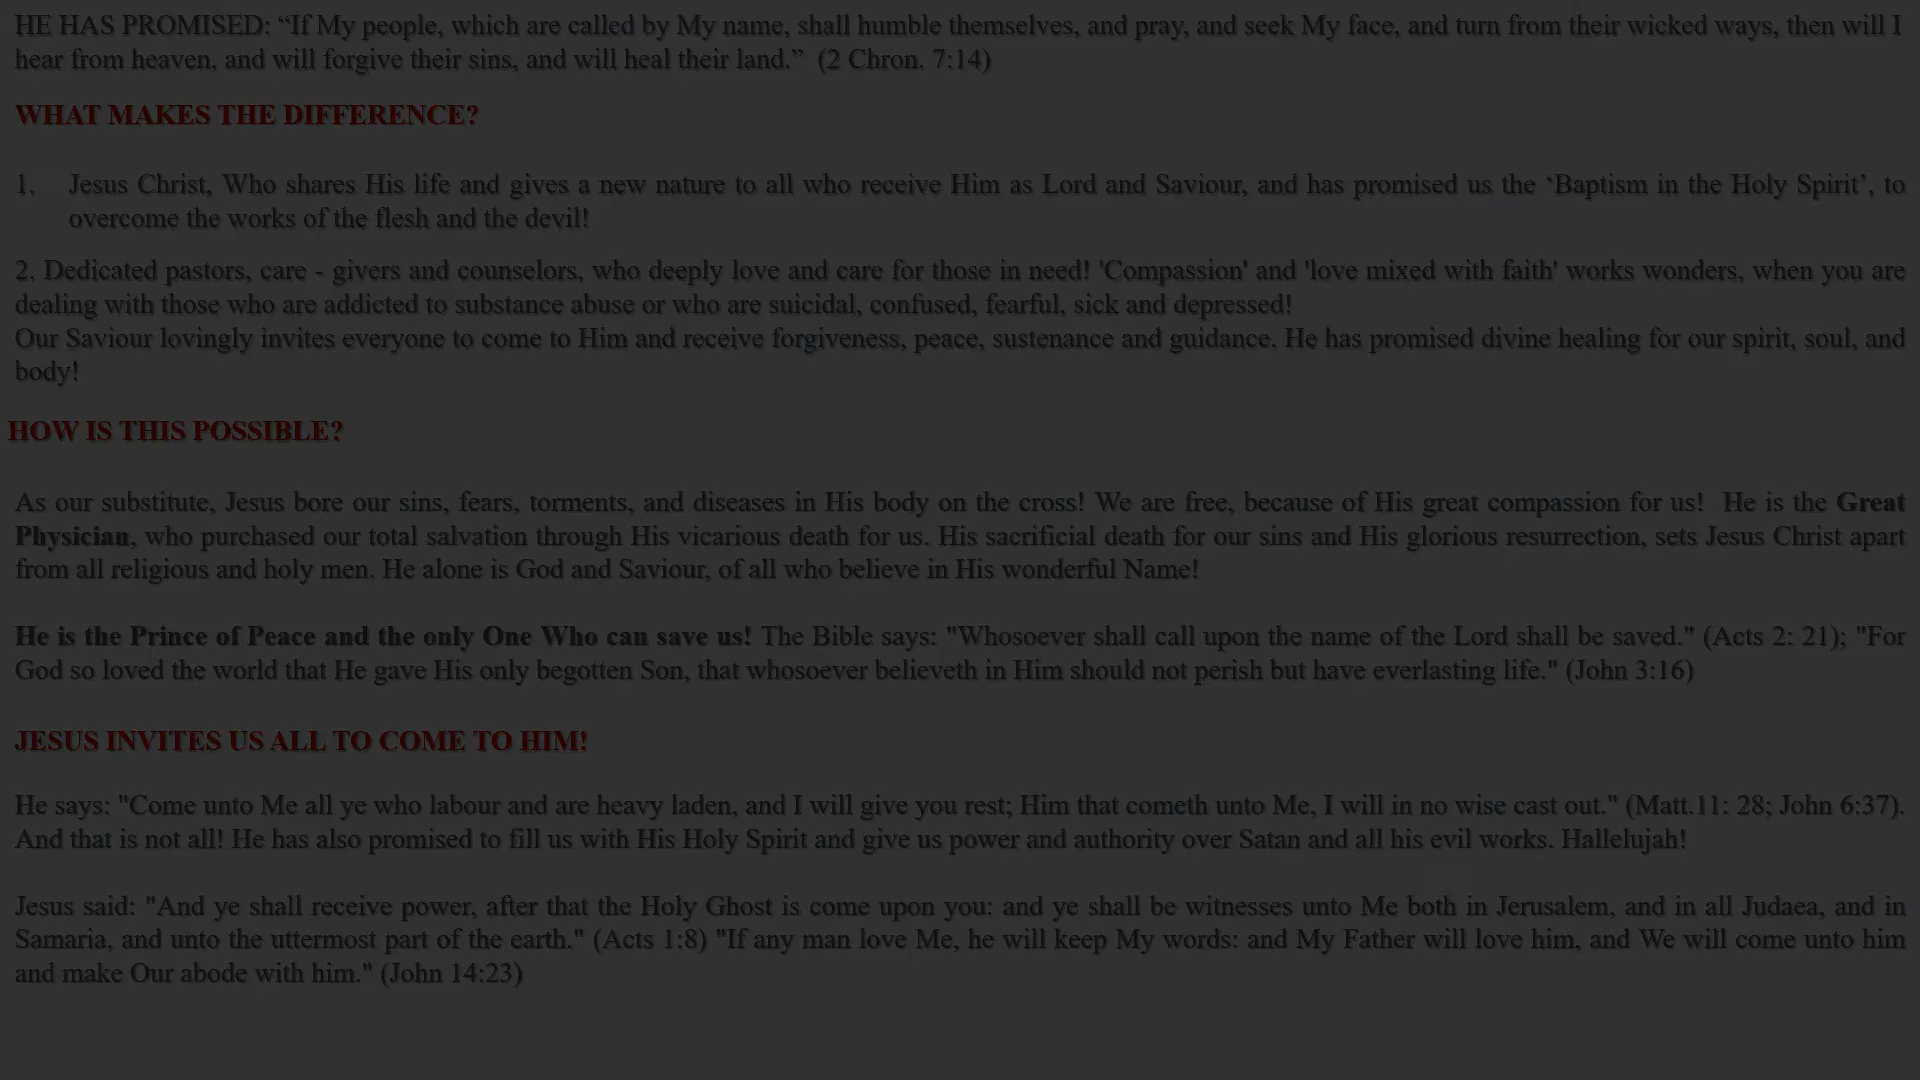 HE HAS PROMISED: “If My people, which are called by My name, shall humble themselves, and pray, and seek My face, and turn from their wicked ways, then will I
hear from heaven, and will forgive their sins, and will heal their land.”  (2 Chron. 7:14)
WHAT MAKES THE DIFFERENCE?
1. Jesus Christ, Who shares His life and gives a new nature to all who receive Him as Lord and Saviour, and has promised us the ‘Baptism in the Holy Spirit’, to
overcome the works of the flesh and the devil!
2. Dedicated pastors, care - givers and counselors, who deeply love and care for those in need! 'Compassion' and 'love mixed with faith' works wonders, when you are
dealing with those who are addicted to substance abuse or who are suicidal, confused, fearful, sick and depressed!
Our Saviour lovingly invites everyone to come to Him and receive forgiveness, peace, sustenance and guidance. He has promised divine healing for our spirit, soul, and
body!
HOW IS THIS POSSIBLE?
As our substitute, Jesus bore our sins, fears, torments, and diseases in His body on the cross! We are free, because of His great compassion for us!  He is the Great
Physician, who purchased our total salvation through His vicarious death for us. His sacrificial death for our sins and His glorious resurrection, sets Jesus Christ apart
from all religious and holy men. He alone is God and Saviour, of all who believe in His wonderful Name!
He is the Prince of Peace and the only One Who can save us! The Bible says: "Whosoever shall call upon the name of the Lord shall be saved." (Acts 2: 21); "For
God so loved the world that He gave His only begotten Son, that whosoever believeth in Him should not perish but have everlasting life." (John 3:16)
JESUS INVITES US ALL TO COME TO HIM!
He says: "Come unto Me all ye who labour and are heavy laden, and I will give you rest; Him that cometh unto Me, I will in no wise cast out." (Matt.11: 28; John 6:37).
And that is not all! He has also promised to fill us with His Holy Spirit and give us power and authority over Satan and all his evil works. Hallelujah!
Jesus said: "And ye shall receive power, after that the Holy Ghost is come upon you: and ye shall be witnesses unto Me both in Jerusalem, and in all Judaea, and in
Samaria, and unto the uttermost part of the earth." (Acts 1:8) "If any man love Me, he will keep My words: and My Father will love him, and We will come unto him
and make Our abode with him." (John 14:23)